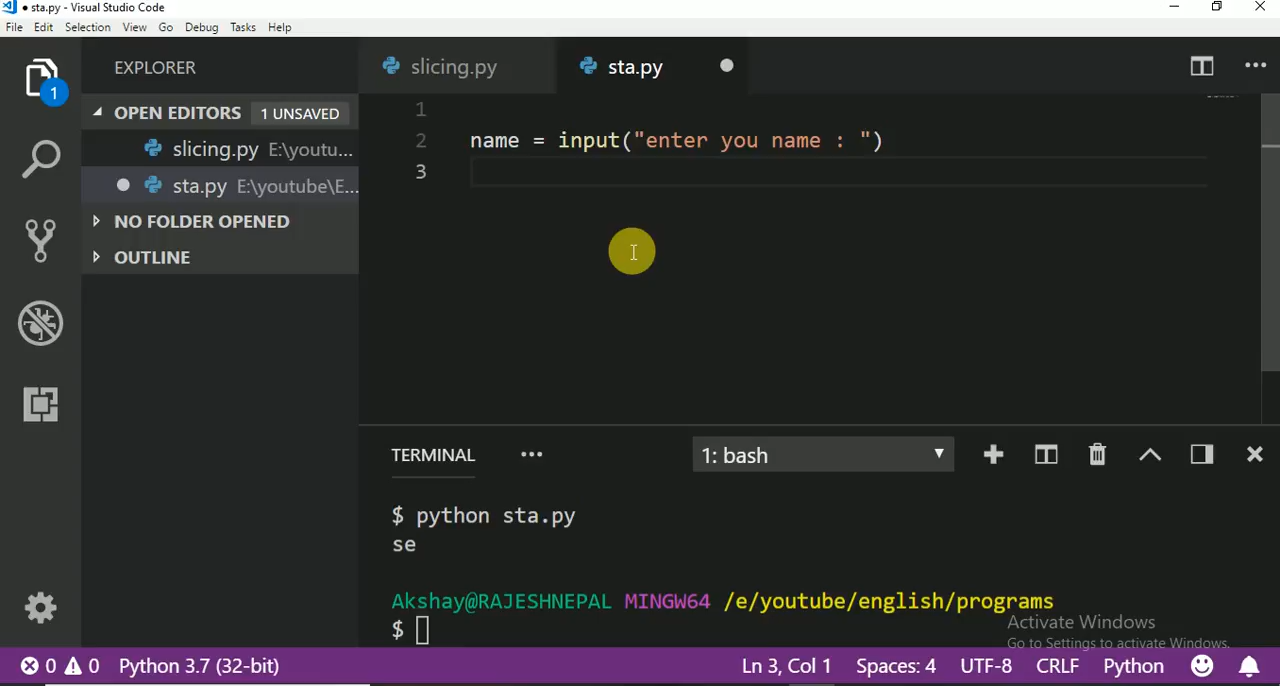 sta.py - Visual Studio Code
File Edit Selection View Go Debug Tasks Help
1
EXPLORER
OPEN EDITORS 1 UNSAVED
slicing.py E:\youtu...
sta.py E:\youtube\E...
NO FOLDER OPENED
OUTLINE
slicing.py sta.py
1
2 name = input("enter you name : ")
3
TERMINAL ... 1: bash
$ python sta.py
se
Akshay@RAJESHNEPAL MINGW64 /e/youtube/english/programs
$
Activate Windows
Go to Settings to activate Windows.
0 0 Python 3.7 (32-bit) Ln 3, Col 1 Spaces: 4 UTF-8 CRLF Python